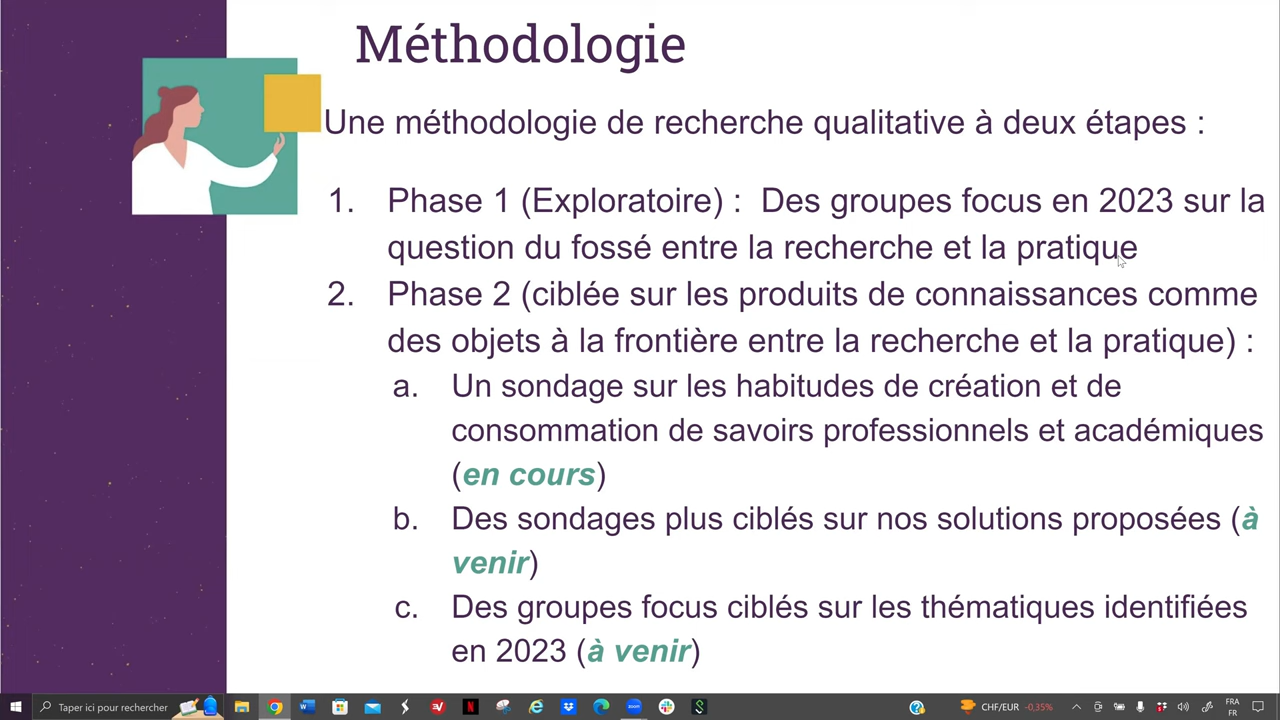 Méthodologie
Une méthodologie de recherche qualitative à deux étapes :
1. Phase 1 (Exploratoire) : Des groupes focus en 2023 sur la
question du fossé entre la recherche et la pratique
2. Phase 2 (ciblée sur les produits de connaissances comme
des objets à la frontière entre la recherche et la pratique) :
a. Un sondage sur les habitudes de création et de
consommation de savoirs professionnels et académiques
(en cours)
b. Des sondages plus ciblés sur nos solutions proposées (à
venir)
c. Des groupes focus ciblés sur les thématiques identifiées
en 2023 (à venir)
Taper ici pour rechercher
CHF/EUR -0,35%
FRA
FR